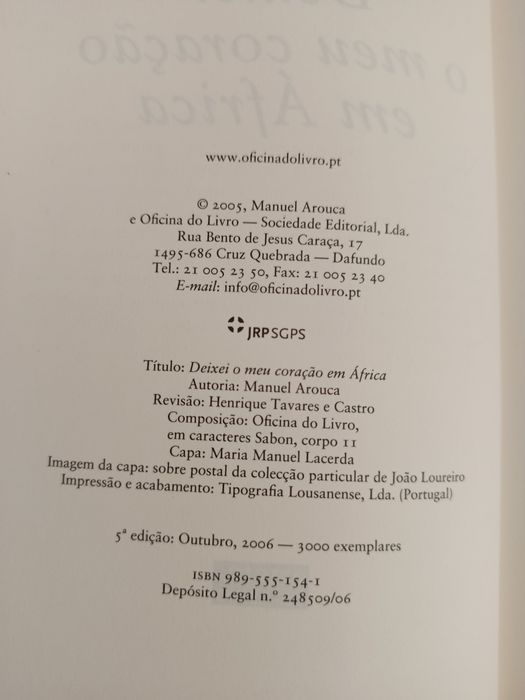 www.oficinadolivro.pt
© 2005, Manuel Arouca
e Oficina do Livro — Sociedade Editorial, Lda.
Rua Bento de Jesus Caraça, 17
1495-686 Cruz Quebrada — Dafundo
Tel.: 21 005 23 50, Fax: 21 005 23 40
E-mail: info@oficinadolivro.pt
JRPSGPS
Título: Deixei o meu coração em África
Autoria: Manuel Arouca
Revisão: Henrique Tavares e Castro
Composição: Oficina do Livro,
em caracteres Sabon, corpo 11
Capa: Maria Manuel Lacerda
Imagem da capa: sobre postal da colecção particular de João Loureiro
Impressão e acabamento: Tipografia Lousanense, Lda. (Portugal)
5ª edição: Outubro, 2006 — 3000 exemplares
ISBN 989-555-154-1
Depósito Legal n.º 248509/06